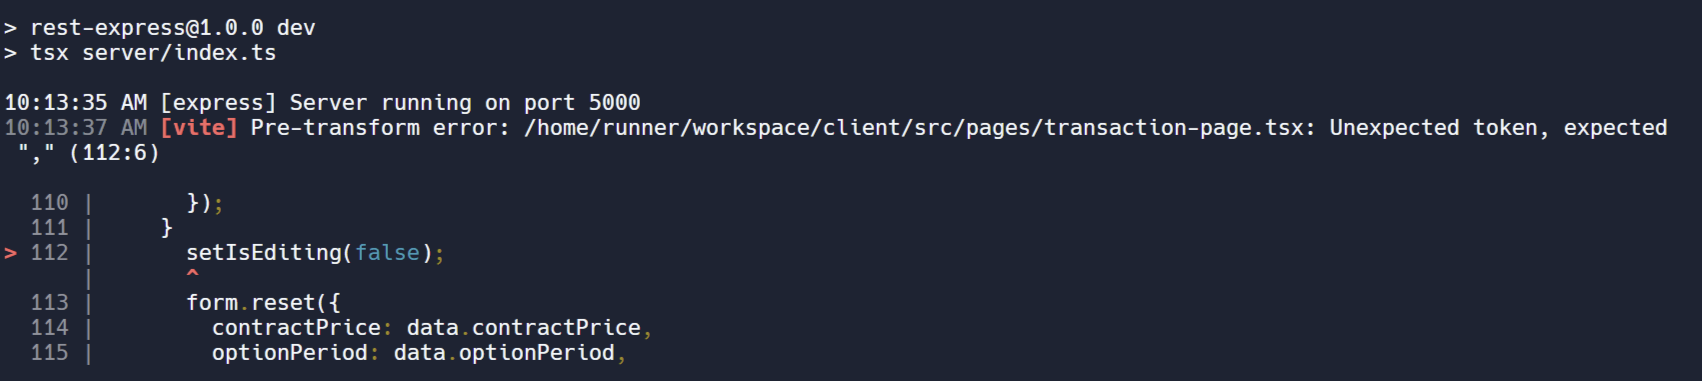 > rest-express@1.0.0 dev
> tsx server/index.ts
10:13:35 AM [express] Server running on port 5000
10:13:37 AM [vite] Pre-transform error: /home/runner/workspace/client/src/pages/transaction-page.tsx: Unexpected token, expected
 "," (112:6)
  110 |       });
  111 |     }
> 112 |       setIsEditing(false);
      |       ^
  113 |       form.reset({
  114 |         contractPrice: data.contractPrice,
  115 |         optionPeriod: data.optionPeriod,